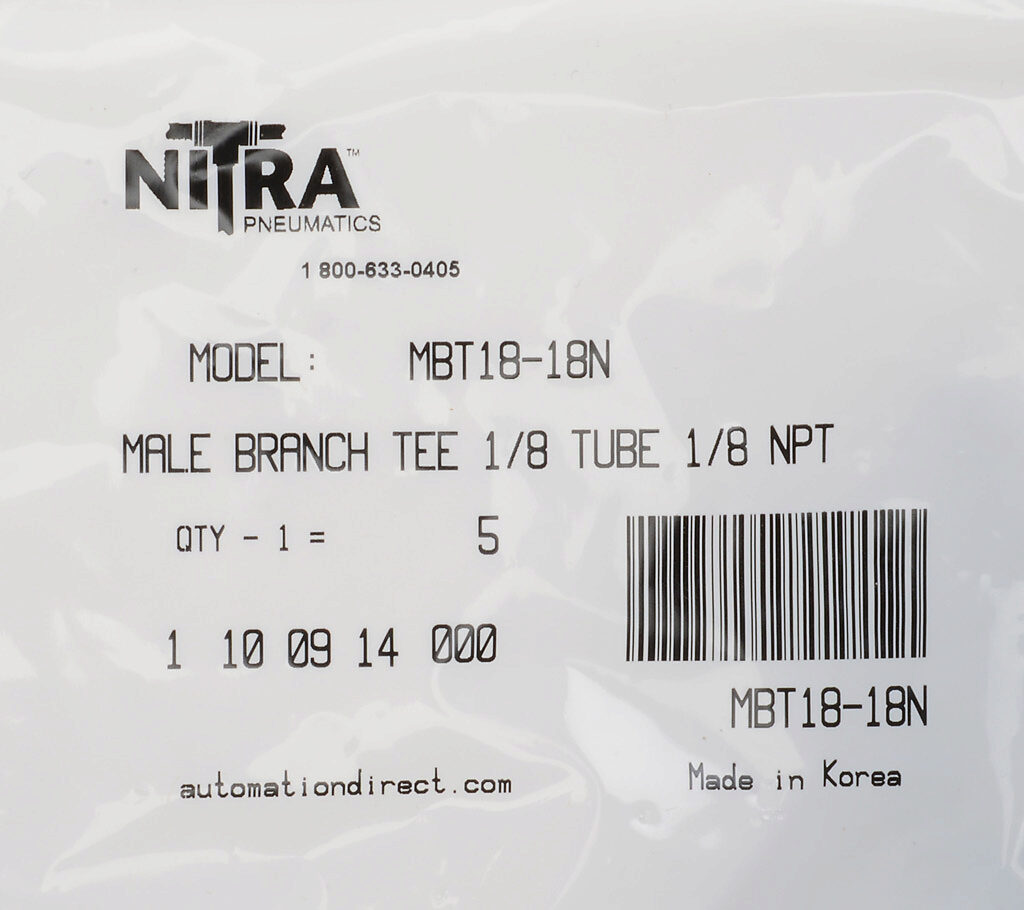 NITRA™
PNEUMATICS
1 800-633-0405
MODEL: MBT18-18N
MALE BRANCH TEE 1/8 TUBE 1/8 NPT
QTY - 1 = 5
1 10 09 14 000
MBT18-18N
automationdirect.com
Made in Korea